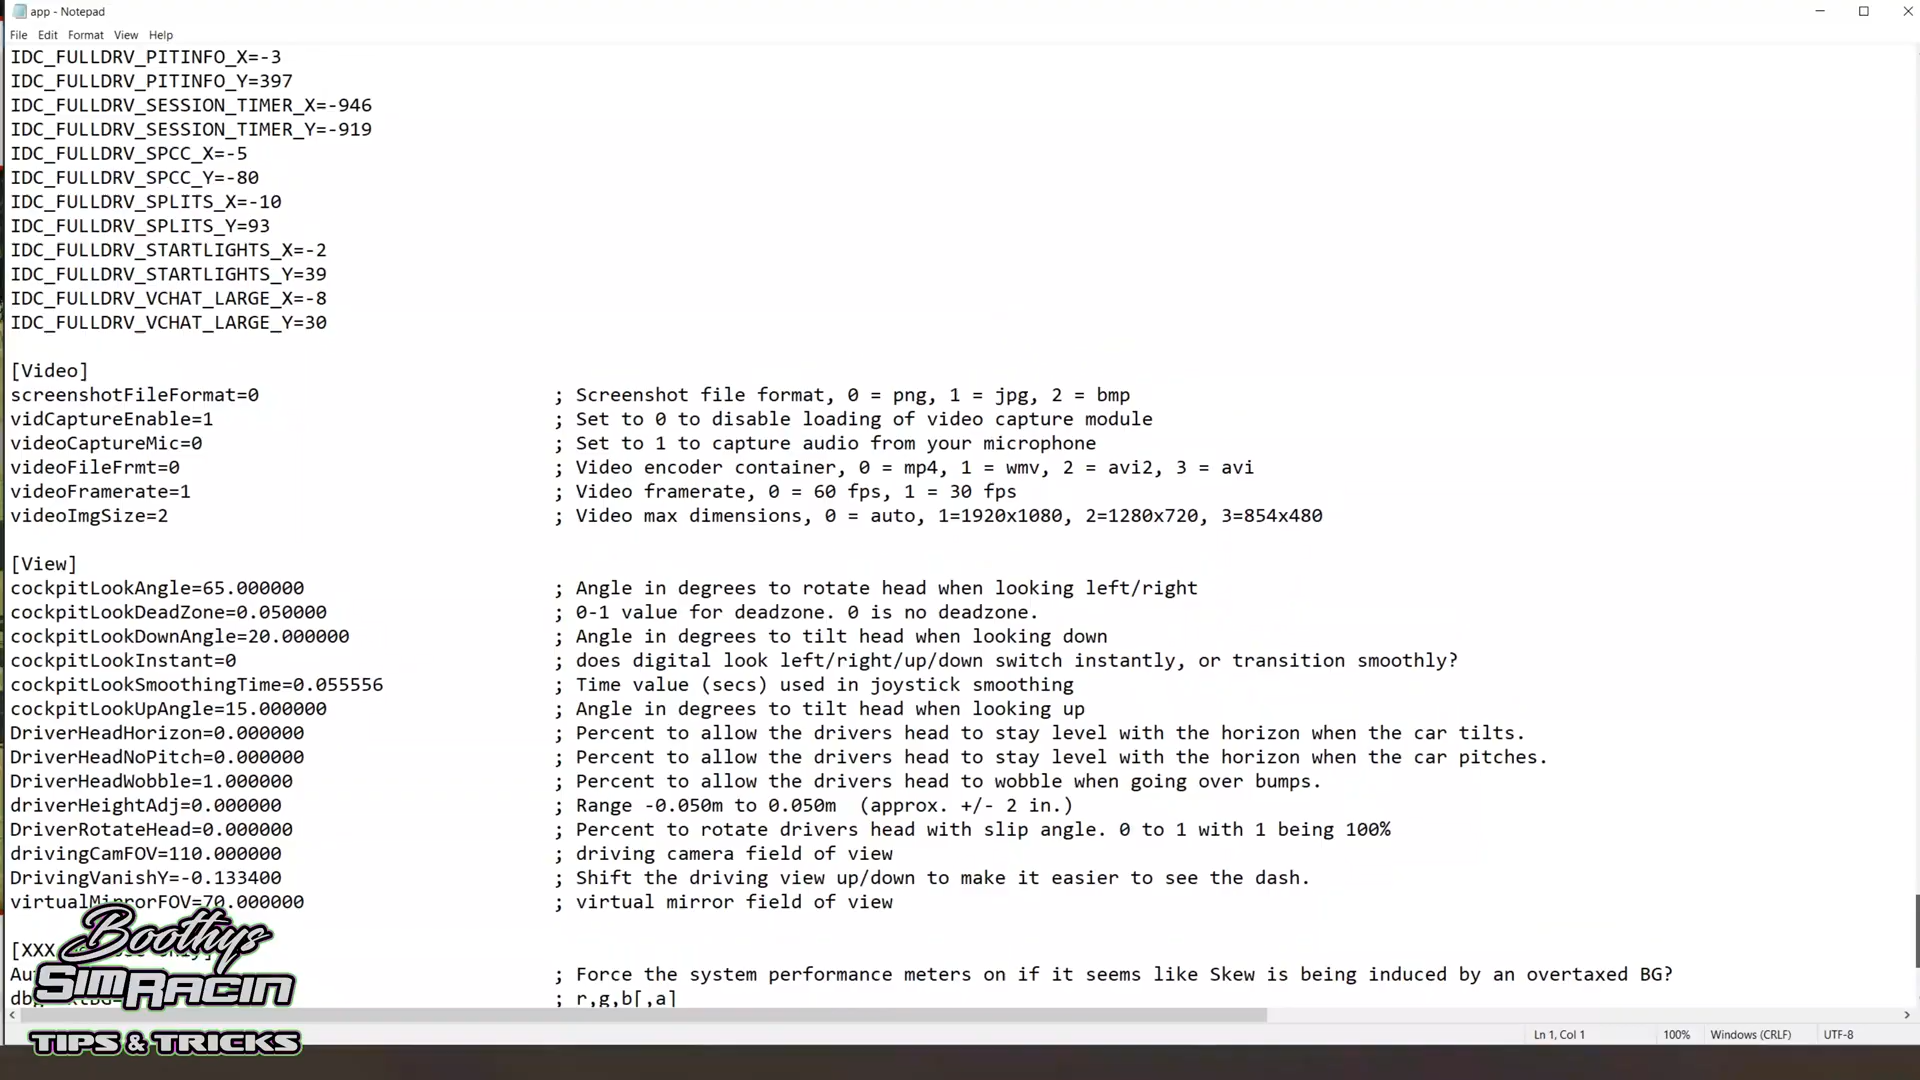 app - Notepad
File Edit Format View Help
IDC_FULLDRV_PITINFO_X=-3
IDC_FULLDRV_PITINFO_Y=397
IDC_FULLDRV_SESSION_TIMER_X=-946
IDC_FULLDRV_SESSION_TIMER_Y=-919
IDC_FULLDRV_SPCC_X=-5
IDC_FULLDRV_SPCC_Y=-80
IDC_FULLDRV_SPLITS_X=-10
IDC_FULLDRV_SPLITS_Y=93
IDC_FULLDRV_STARTLIGHTS_X=-2
IDC_FULLDRV_STARTLIGHTS_Y=39
IDC_FULLDRV_VCHAT_LARGE_X=-8
IDC_FULLDRV_VCHAT_LARGE_Y=30
[Video]
screenshotFileFormat=0 ; Screenshot file format, 0 = png, 1 = jpg, 2 = bmp
vidCaptureEnable=1 ; Set to 0 to disable loading of video capture module
videoCaptureMic=0 ; Set to 1 to capture audio from your microphone
videoFileFrmt=0 ; Video encoder container, 0 = mp4, 1 = wmv, 2 = avi2, 3 = avi
videoFramerate=1 ; Video framerate, 0 = 60 fps, 1 = 30 fps
videoImgSize=2 ; Video max dimensions, 0 = auto, 1=1920x1080, 2=1280x720, 3=854x480
[View]
cockpitLookAngle=65.000000 ; Angle in degrees to rotate head when looking left/right
cockpitLookDeadZone=0.050000 ; 0-1 value for deadzone. 0 is no deadzone.
cockpitLookDownAngle=20.000000 ; Angle in degrees to tilt head when looking down
cockpitLookInstant=0 ; does digital look left/right/up/down switch instantly, or transition smoothly?
cockpitLookSmoothingTime=0.055556 ; Time value (secs) used in joystick smoothing
cockpitLookUpAngle=15.000000 ; Angle in degrees to tilt head when looking up
DriverHeadHorizon=0.000000 ; Percent to allow the drivers head to stay level with the horizon when the car tilts.
DriverHeadNoPitch=0.000000 ; Percent to allow the drivers head to stay level with the horizon when the car pitches.
DriverHeadWobble=1.000000 ; Percent to allow the drivers head to wobble when going over bumps.
driverHeightAdj=0.000000 ; Range -0.050m to 0.050m (approx. +/- 2 in.)
DriverRotateHead=0.000000 ; Percent to rotate drivers head with slip angle. 0 to 1 with 1 being 100%
drivingCamFOV=110.000000 ; driving camera field of view
DrivingVanishY=-0.133400 ; Shift the driving view up/down to make it easier to see the dash.
virtualMirrorFOV=70.000000 ; virtual mirror field of view
[XXX
; Force the system performance meters on if it seems like Skew is being induced by an overtaxed BG?
; r,g,b[,a]
Boothys
SIM RACIN
TIPS & TRICKS
Ln 1, Col 1 100% Windows (CRLF) UTF-8